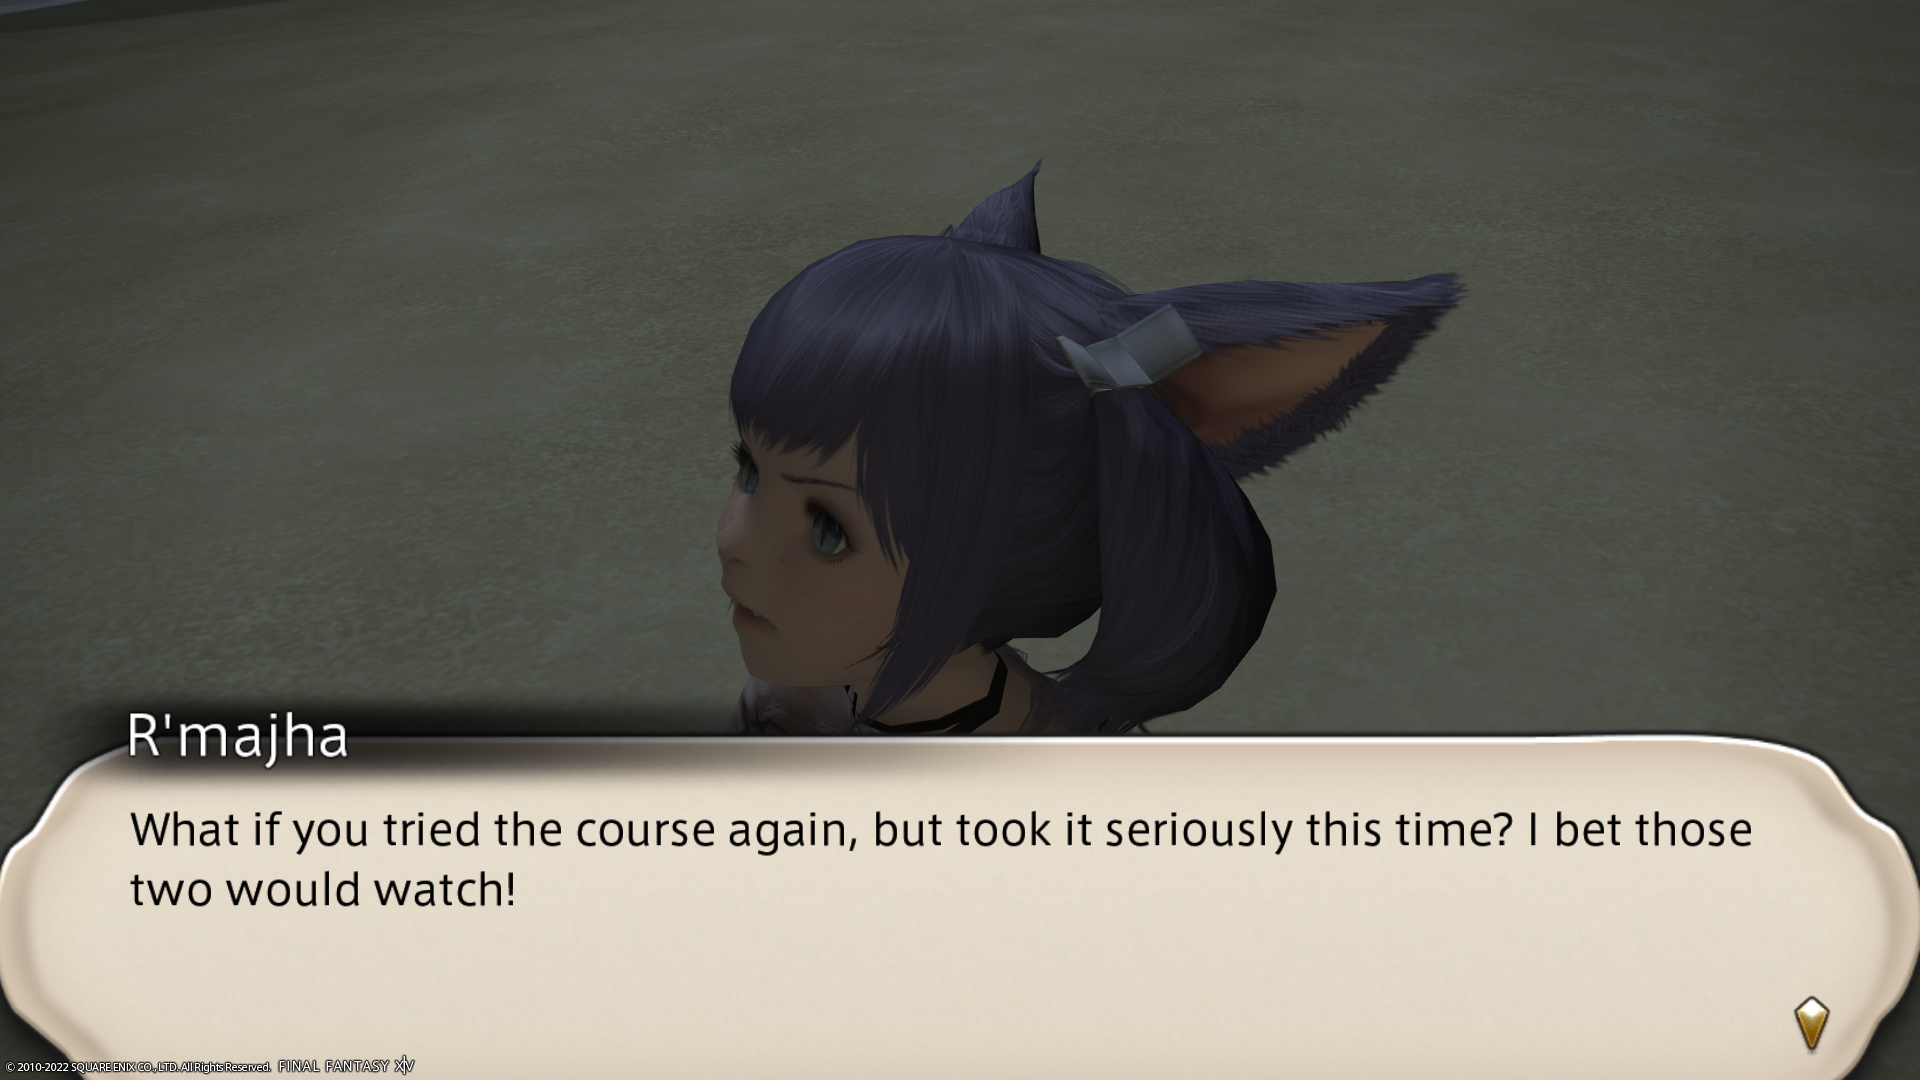 R'majha
What if you tried the course again, but took it seriously this time? I bet those
two would watch!
© 2010-2022 SQUARE ENIX CO., LTD. All Rights Reserved. FINAL FANTASY XIV